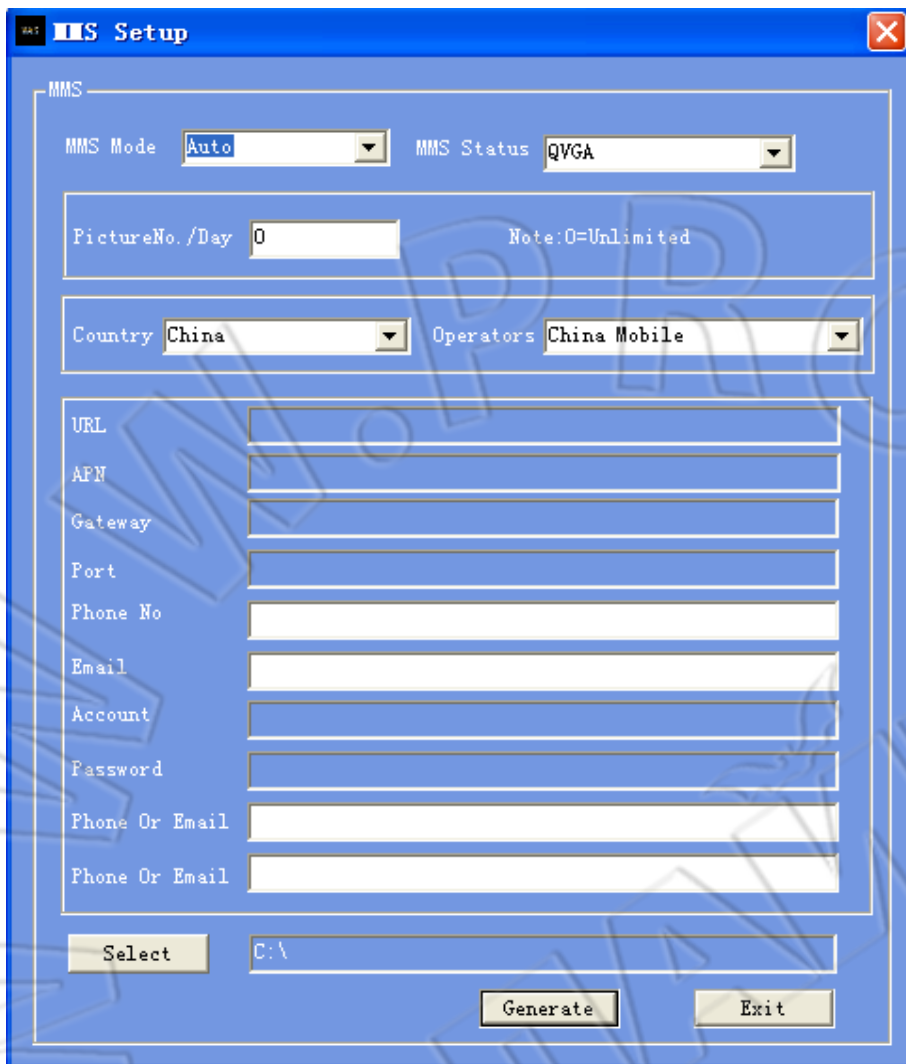 MMS Setup
MMS
MMS Mode Auto MMS Status QVGA
PictureNo./Day 0 Note:0=Unlimited
Country China Operators China Mobile
URL
APN
Gateway
Port
Phone No
Email
Account
Password
Phone Or Email
Phone Or Email
Select C:\
Generate Exit